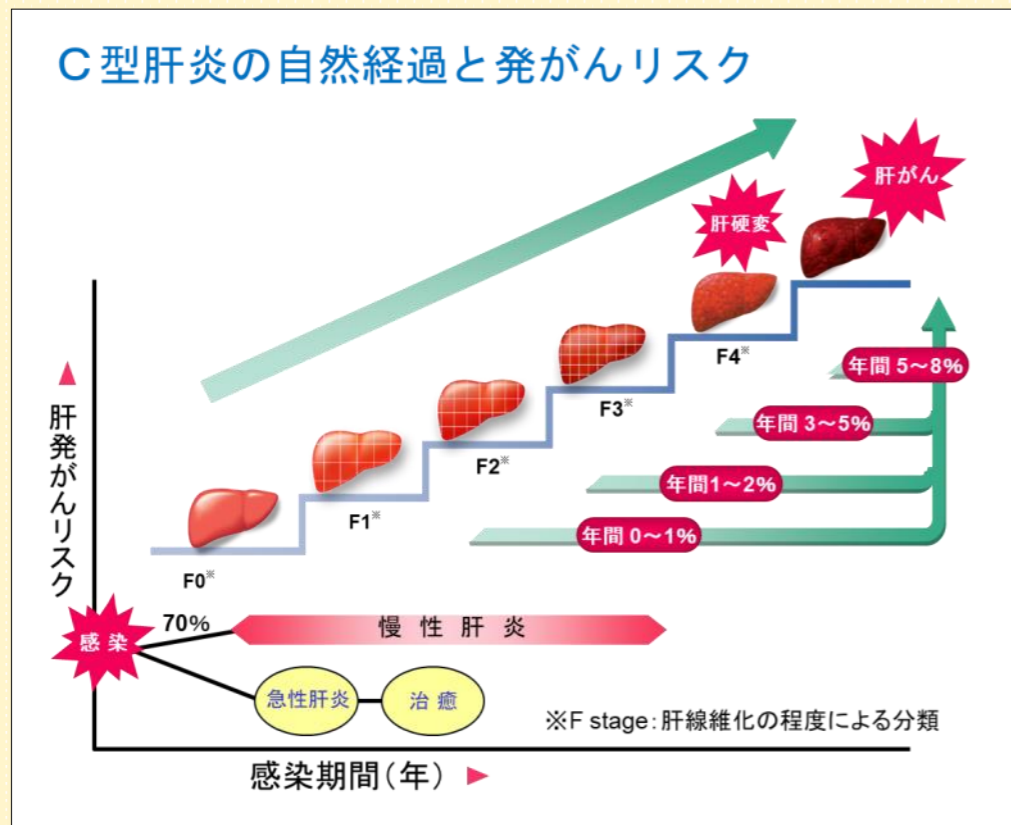 C型肝炎の自然経過と発がんリスク
肝がん
肝硬変
F4※
F3※
F2※
F1※
F0※
年間 5～8%
年間 3～5%
年間1～2%
年間 0～1%
肝発がんリスク
感染
70%
慢性肝炎
急性肝炎
治癒
※F stage：肝線維化の程度による分類
感染期間（年）